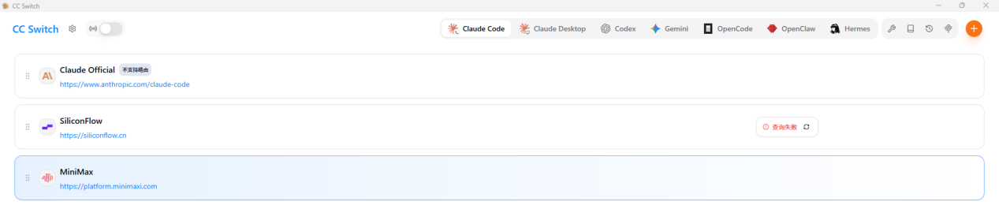 CC Switch
CC Switch
Claude Code
Claude Desktop
Codex
Gemini
OpenCode
OpenClaw
Hermes
Claude Official 不支持路由
https://www.anthropic.com/claude-code
SiliconFlow
https://siliconflow.cn
查询失败
MiniMax
https://platform.minimaxi.com